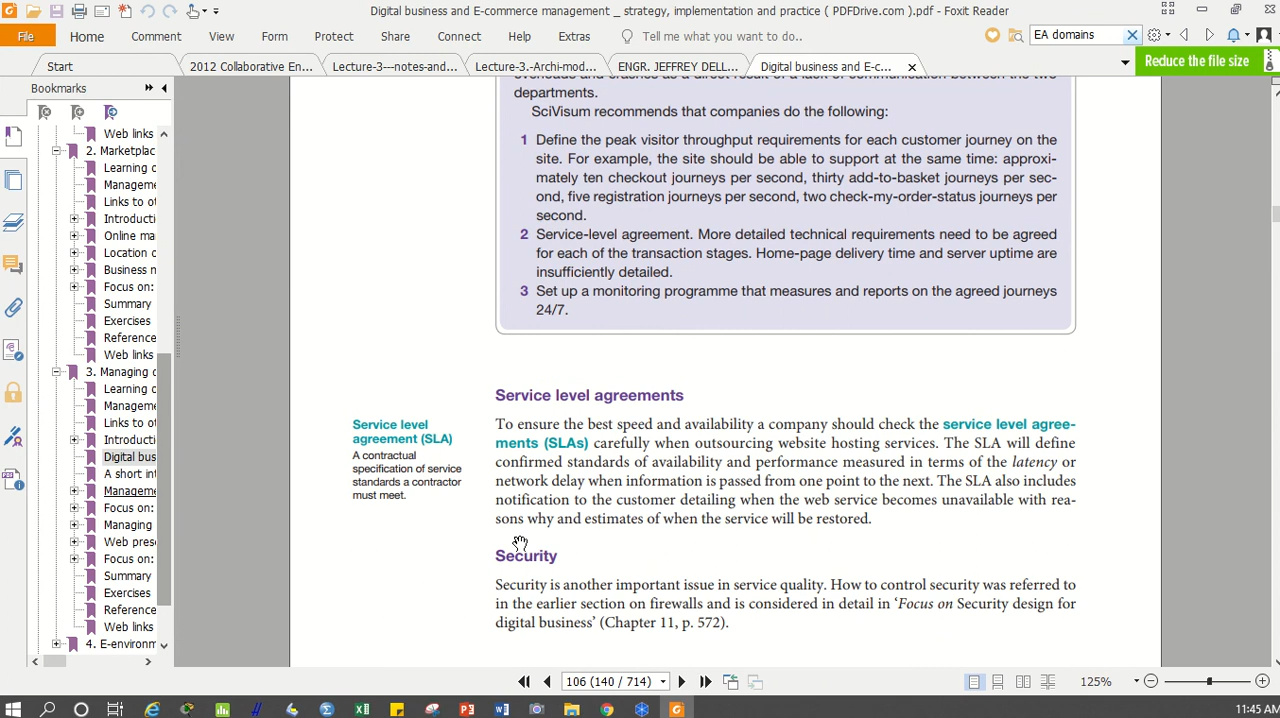 Digital business and E-commerce management _ strategy, implementation and practice ( PDFDrive.com ).pdf - Foxit Reader
File Home Comment View Form Protect Share Connect Help Extras Tell me what you want to do.. EA domains
Start 2012 Collaborative En... Lecture-3---notes-and... Lectre-3.-Archinod... ENGR. JEFFREY DELL... Digital business and E-c... Reduce the file size
Bookmarks
Web links
2. Marketplac
Learning o
Manageme
Links to ot
Introducti
Online ma
Location o
Business m
Focus on:
Summary
Exercises
Reference
Web links
3. Managing d
Learning o
Manageme
Links to ot
Introducti
Digital bus
A short int
Manageme
Focus on:
Managing
Web prese
Focus on:
Summary
Exercises
Reference
Web links
4. E-environm
departments.
SciVisum recommends that companies do the following:
1 Define the peak visitor throughput requirements for each customer journey on the
site. For example, the site should be able to support at the same time: approxi-
mately ten checkout journeys per second, thirty add-to-basket journeys per sec-
ond, five registration journeys per second, two check-my-order-status journeys per
second.
2 Service-level agreement. More detailed technical requirements need to be agreed
for each of the transaction stages. Home-page delivery time and server uptime are
insufficiently detailed.
3 Set up a monitoring programme that measures and reports on the agreed journeys
24/7.
Service level agreements
Service level
agreement (SLA)
A contractual
specification of service
standards a contractor
must meet.
To ensure the best speed and availability a company should check the service level agree-
ments (SLAs) carefully when outsourcing website hosting services. The SLA will define
confirmed standards of availability and performance measured in terms of the latency or
network delay when information is passed from one point to the next. The SLA also includes
notification to the customer detailing when the web service becomes unavailable with rea-
sons why and estimates of when the service will be restored.
Security
Security is another important issue in service quality. How to control security was referred to
in the earlier section on firewalls and is considered in detail in ‘Focus on Security design for
digital business’ (Chapter 11, p. 572).
106 (140 / 714) 125%
11:45 AM